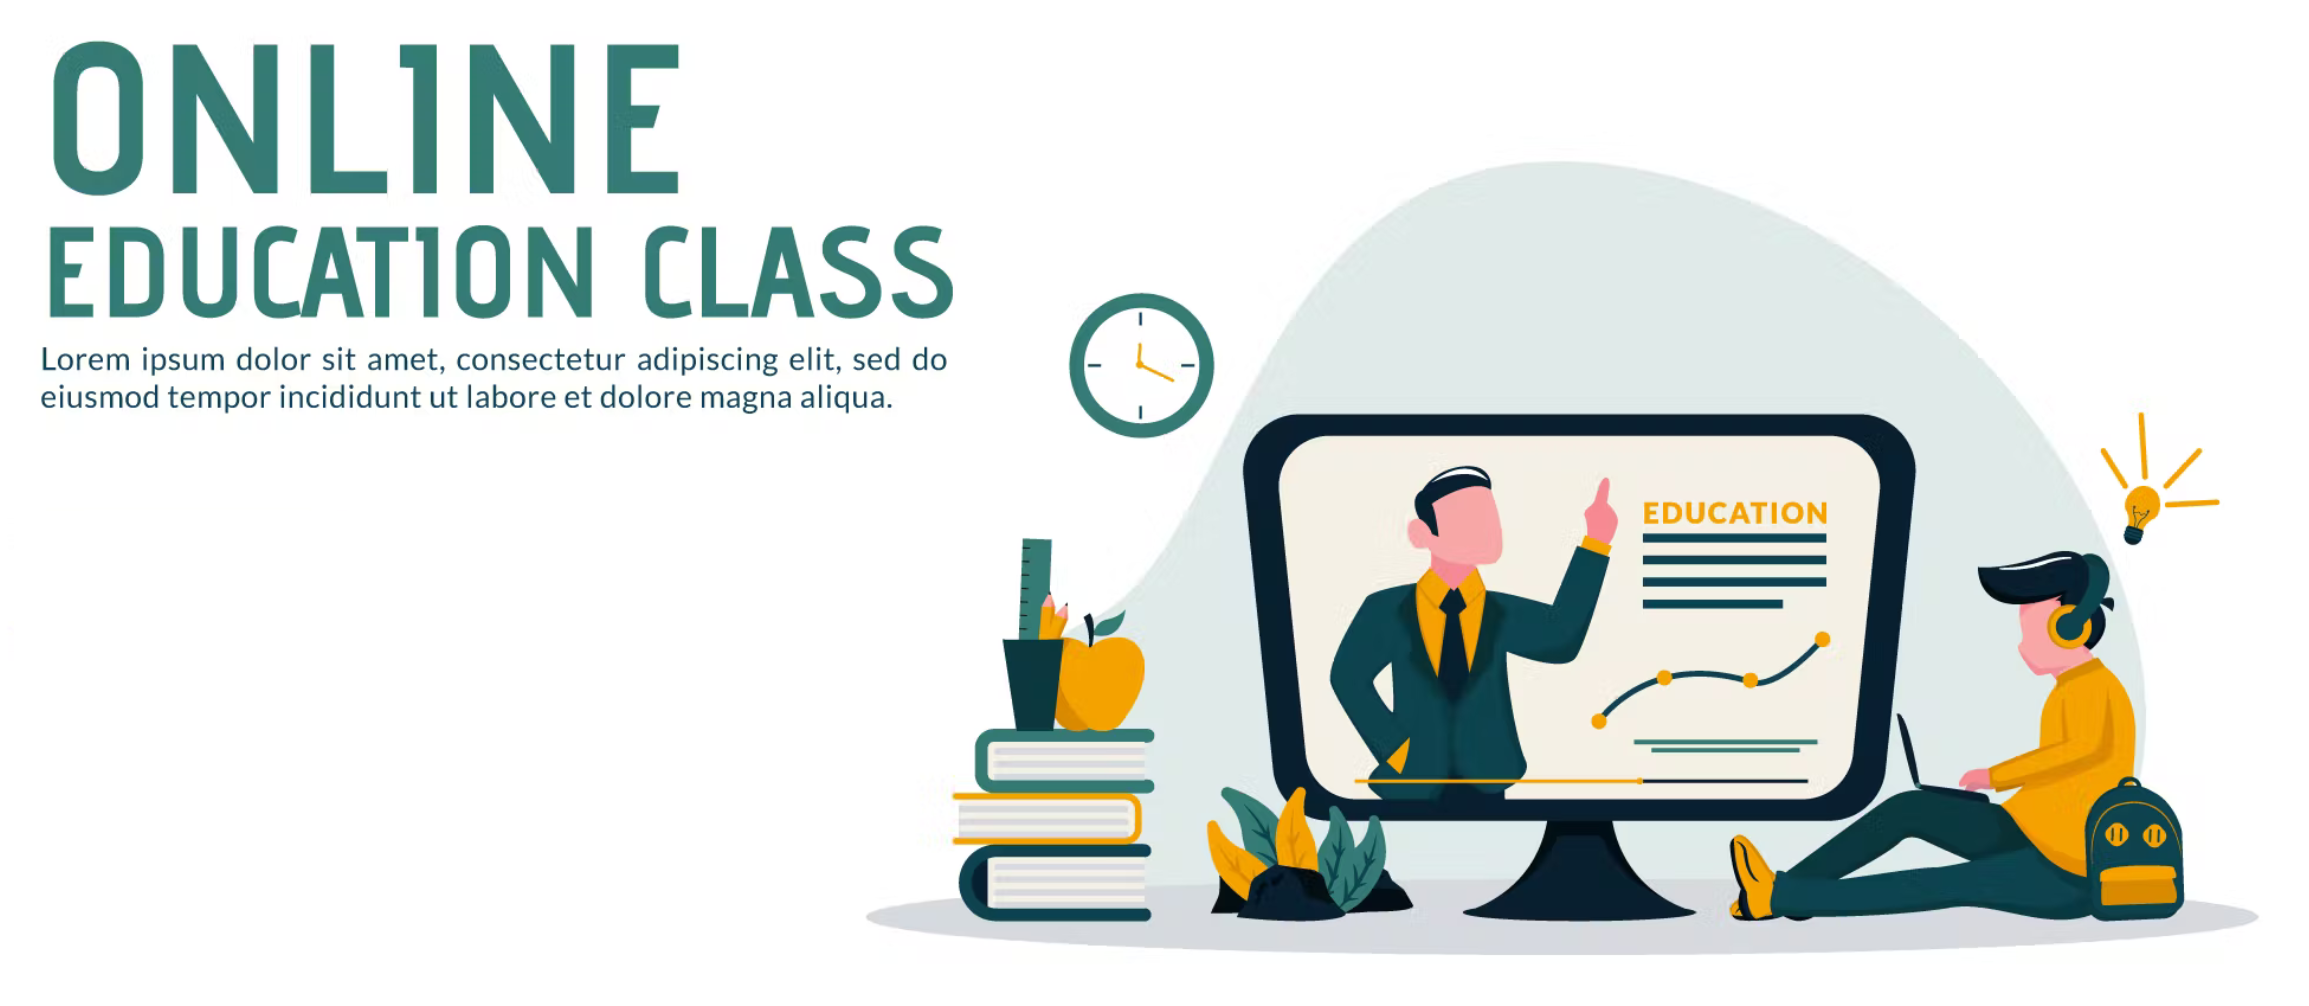 ONLINE
EDUCATION CLASS
Lorem ipsum dolor sit amet, consectetur adipiscing elit, sed do
eiusmod tempor incididunt ut labore et dolore magna aliqua.
EDUCATION